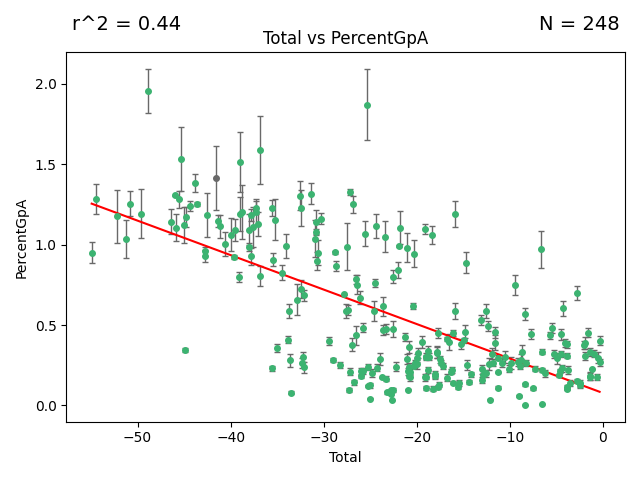 r^2 = 0.44
N = 248
Total vs PercentGpA
PercentGpA
2.0
1.5
1.0
0.5
0.0
−50
−40
−30
−20
−10
0
Total